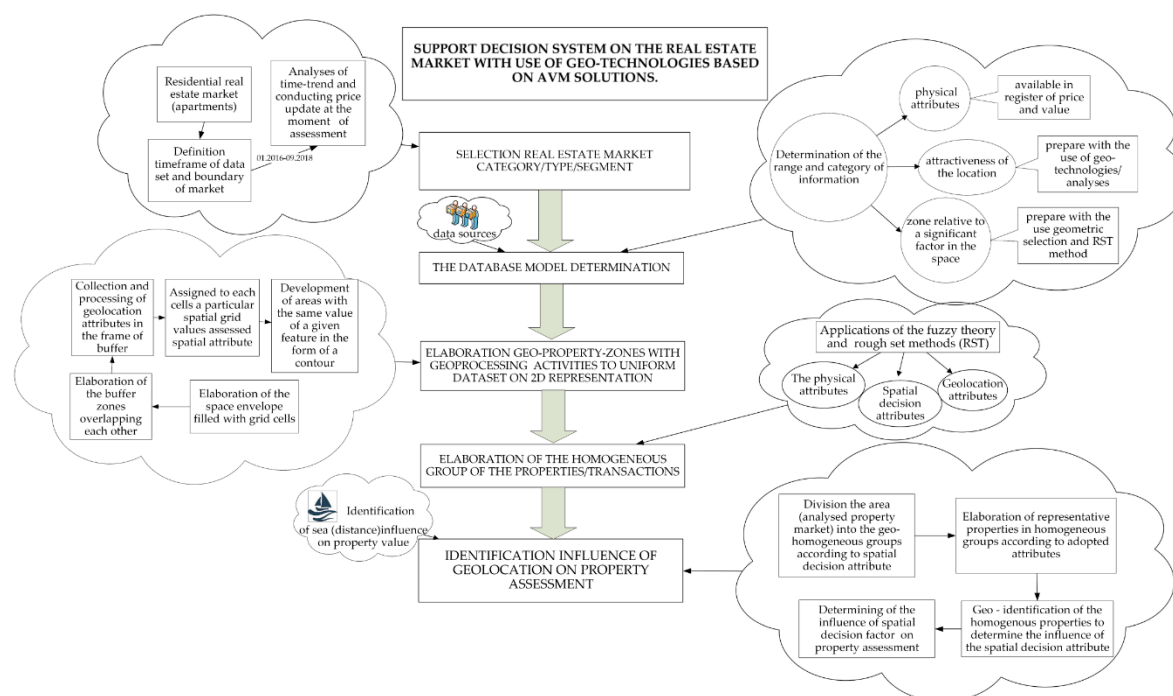 SUPPORT DECISION SYSTEM ON THE REAL ESTATE
MARKET WITH USE OF GEO-TECHNOLOGIES BASED
ON AVM SOLUTIONS.
Residential real
estate market
(apartments)
Definition
timeframe of data
set and boundary
of market
01.2016-09.2018
Analyses of
time-trend and
conducting price
update at the
moment of
assessment
SELECTION REAL ESTATE MARKET
CATEGORY/TYPE/SEGMENT
data sources
THE DATABASE MODEL DETERMINATION
Determination of the
range and category of
information
physical
attributes
available in
register of price
and value
attractiveness of
the location
prepare with the
use of geo-
technologies/
analyses
zone relative to
a significant
factor in the
space
prepare with the
use geometric
selection and RST
method
Collection and
processing of
geolocation
attributes in
the frame of
buffer
Assigned to each
cells a particular
spatial grid
values assessed
spatial attribute
Development of
areas with the
same value
of a given
feature in the
form of a
contour
Elaboration of
the buffer
zones
overlapping
each other
Elaboration of the
space envelope
filled with grid cells
ELABORATION GEO-PROPERTY-ZONES WITH
GEOPROCESSING ACTIVITIES TO UNIFORM
DATASET ON 2D REPRESENTATION
Applications of the fuzzy theory
and rough set methods (RST)
The physical
attributes
Spatial
decision
attributes
Geolocation
attributes
ELABORATION OF THE HOMOGENEOUS
GROUP OF THE PROPERTIES/TRANSACTIONS
Identification
of sea (distance)influence
on property value
IDENTIFICATION INFLUENCE OF
GEOLOCATION ON PROPERTY
ASSESSMENT
Division the area
(analysed property
market) into the geo-
homogeneous groups
according to spatial
decision attribute
Elaboration of representative
properties in homogeneous
groups according to adopted
attributes
Determining of the
influence of spatial
decision factor on
property assessment
Geo - identification of the
homogenous properties to
determine the influence of
the spatial decision attribute